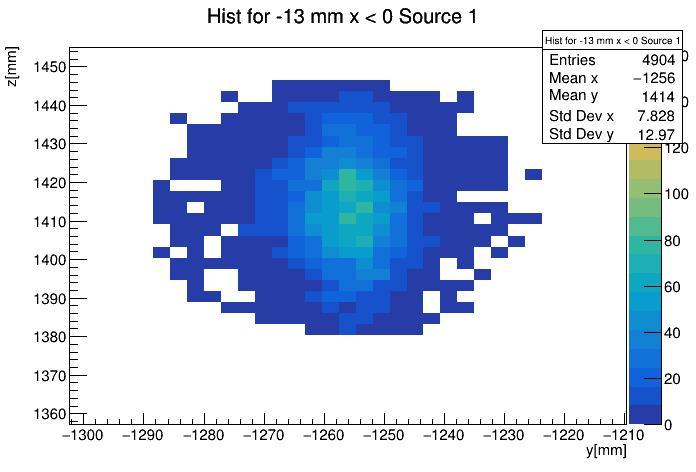 Hist for -13 mm x < 0 Source 1
Hist for -13 mm x < 0 Source 1
Entries 4904
Mean x −1256
Mean y 1414
Std Dev x 7.828
Std Dev y 12.97
z[mm]
1450
1440
1430
1420
1410
1400
1390
1380
1370
1360
−1300 −1290 −1280 −1270 −1260 −1250 −1240 −1230 −1220 −1210
y[mm]
120
100
80
60
40
20
0